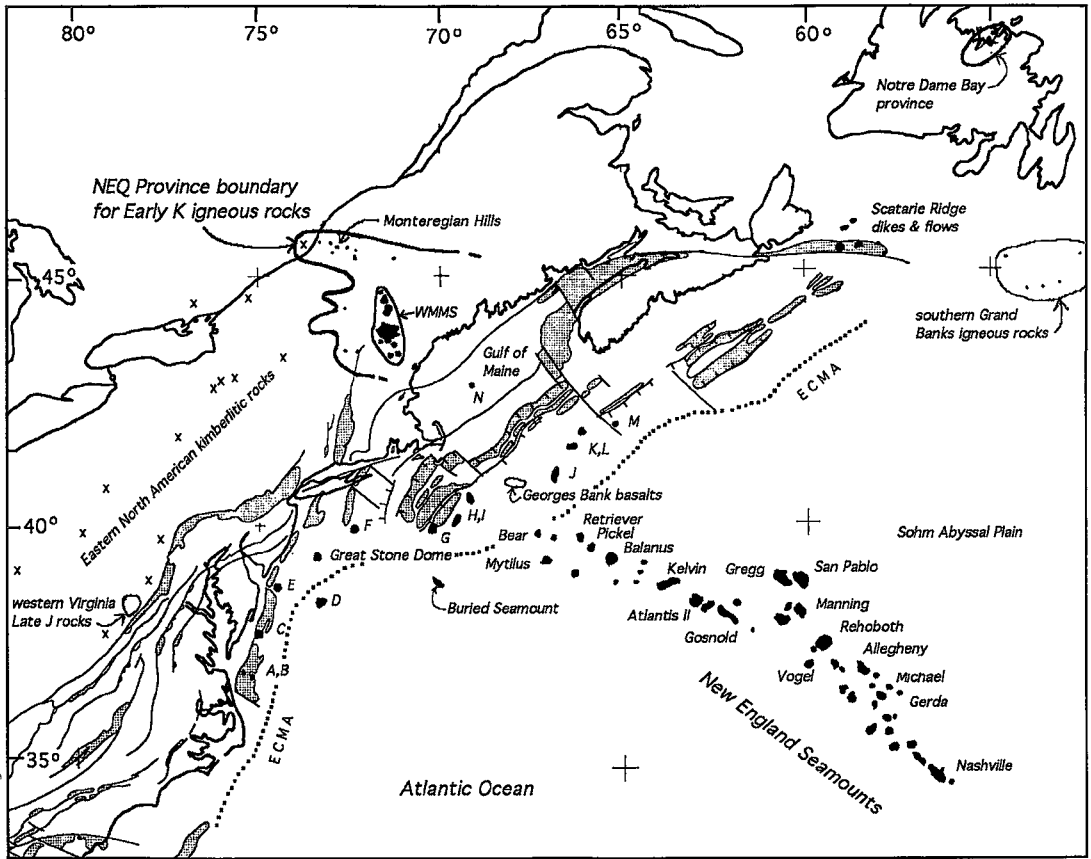 80°
75°
70°
65°
60°
Notre Dame Bay
province
NEQ Province boundary
for Early K igneous rocks
Monteregian Hills
Scatarie Ridge
dikes & flows
45°
WMMS
southern Grand
Banks igneous rocks
Gulf of
Maine
N
ECMA
M
Eastern North American kimberlitic rocks
K,L
J
Georges Bank basalts
H,I
40°
F
G
Bear
Retriever
Pickel
Sohm Abyssal Plain
Great Stone Dome
Balanus
Mytilus
Kelvin
Gregg
San Pablo
E
Buried Seamount
western Virginia
Late J rocks
D
Atlantis II
Manning
C
Gosnold
Rehoboth
Allegheny
A,B
Vogel
Michael
Gerda
New England Seamounts
ECMA
35°
Nashville
Atlantic Ocean